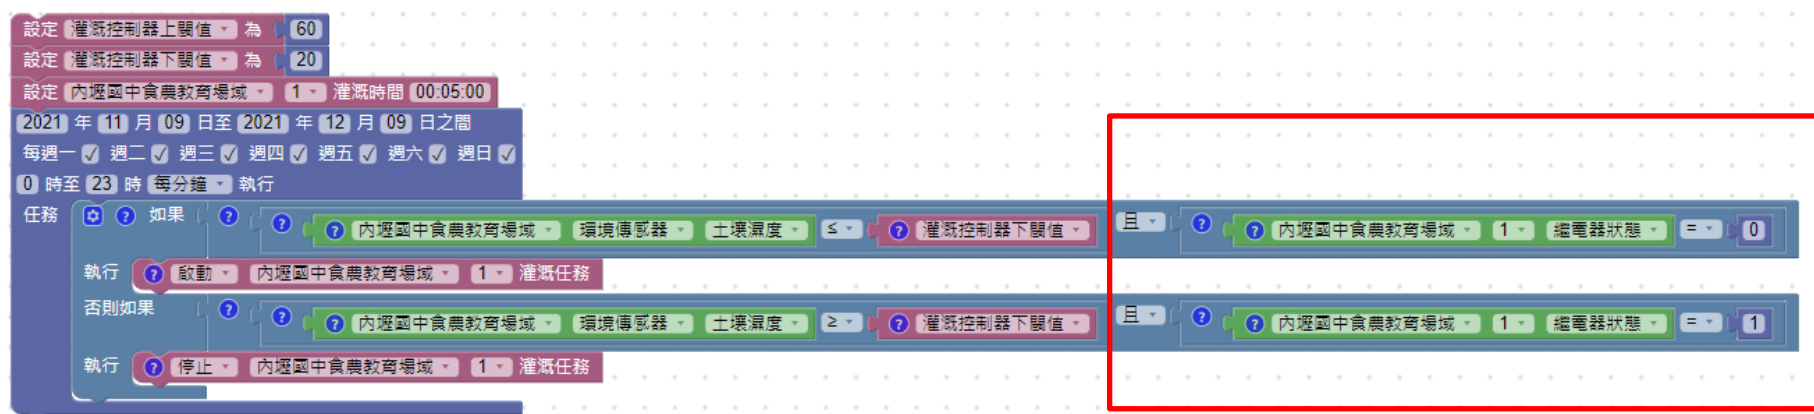 設定 灌溉控制器上閾值 為 60
設定 灌溉控制器下閾值 為 20
設定 內壢國中食農教育場域 1 灌溉時間 00:05:00
2021 年 11 月 09 日至 2021 年 12 月 09 日之間
每週一 週二 週三 週四 週五 週六 週日
0 時至 23 時 每分鐘 執行
任務 ? 如果 ? ? ? 內壢國中食農教育場域 環境傳感器 土壤濕度 ≤ ? 灌溉控制器下閾值 且 ? ? 內壢國中食農教育場域 1 繼電器狀態 = 0
執行 ? 啟動 內壢國中食農教育場域 1 灌溉任務
否則如果 ? ? ? 內壢國中食農教育場域 環境傳感器 土壤濕度 ≥ ? 灌溉控制器下閾值 且 ? ? 內壢國中食農教育場域 1 繼電器狀態 = 1
執行 ? 停止 內壢國中食農教育場域 1 灌溉任務